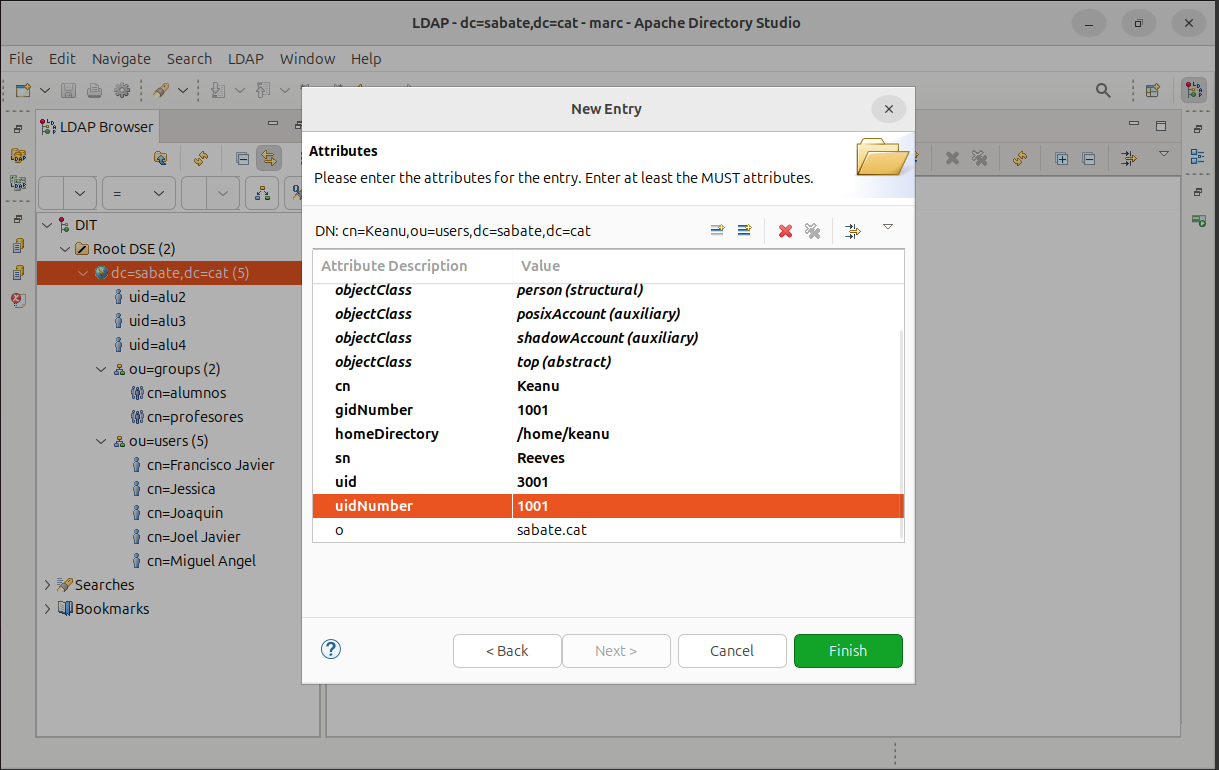 LDAP - dc=sabate,dc=cat - marc - Apache Directory Studio
File Edit Navigate Search LDAP Window Help
LDAP Browser
=
DIT
Root DSE (2)
dc=sabate,dc=cat (5)
uid=alu2
uid=alu3
uid=alu4
ou=groups (2)
cn=alumnos
cn=profesores
ou=users (5)
cn=Francisco Javier
cn=Jessica
cn=Joaquin
cn=Joel Javier
cn=Miguel Angel
Searches
Bookmarks
New Entry
Attributes
Please enter the attributes for the entry. Enter at least the MUST attributes.
DN: cn=Keanu,ou=users,dc=sabate,dc=cat
Attribute Description Value
objectClass person (structural)
objectClass posixAccount (auxiliary)
objectClass shadowAccount (auxiliary)
objectClass top (abstract)
cn Keanu
gidNumber 1001
homeDirectory /home/keanu
sn Reeves
uid 3001
uidNumber 1001
o sabate.cat
< Back Next > Cancel Finish